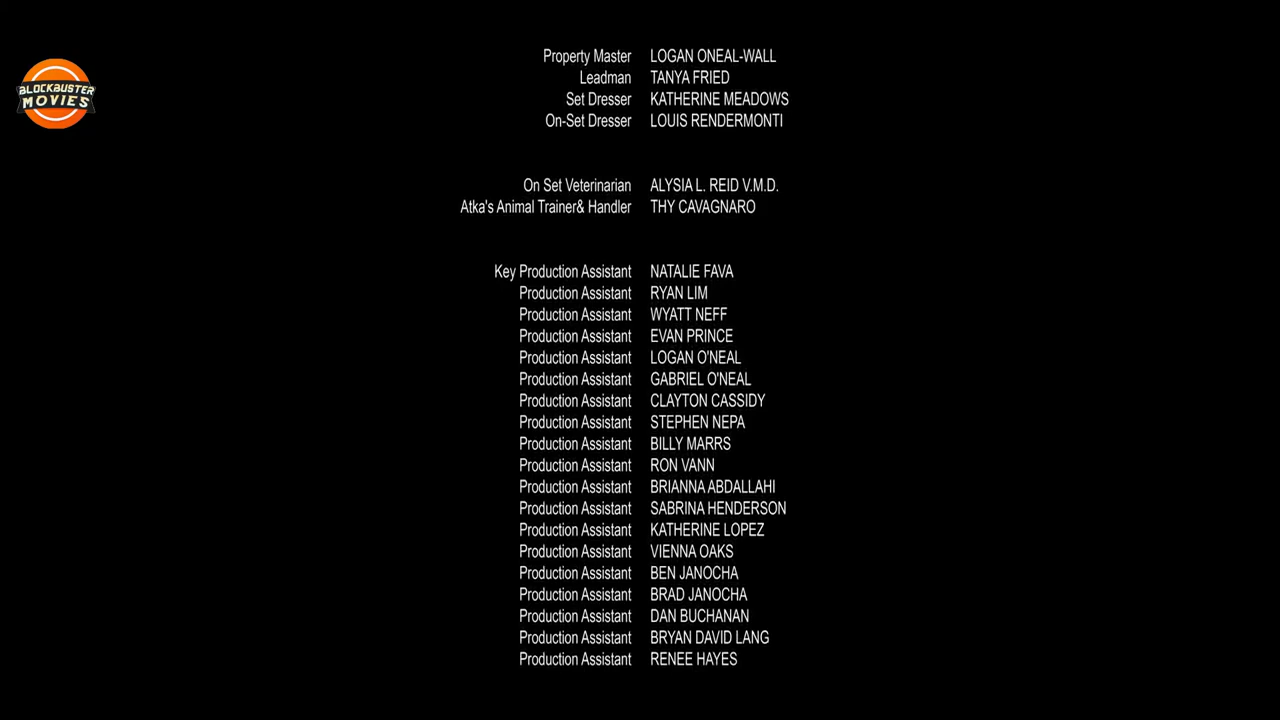 BLOCKBUSTER
MOVIES
Property Master LOGAN ONEAL-WALL
Leadman TANYA FRIED
Set Dresser KATHERINE MEADOWS
On-Set Dresser LOUIS RENDERMONTI
On Set Veterinarian ALYSIA L. REID V.M.D.
Atka's Animal Trainer& Handler THY CAVAGNARO
Key Production Assistant NATALIE FAVA
Production Assistant RYAN LIM
Production Assistant WYATT NEFF
Production Assistant EVAN PRINCE
Production Assistant LOGAN O'NEAL
Production Assistant GABRIEL O'NEAL
Production Assistant CLAYTON CASSIDY
Production Assistant STEPHEN NEPA
Production Assistant BILLY MARRS
Production Assistant RON VANN
Production Assistant BRIANNA ABDALLAHI
Production Assistant SABRINA HENDERSON
Production Assistant KATHERINE LOPEZ
Production Assistant VIENNA OAKS
Production Assistant BEN JANOCHA
Production Assistant BRAD JANOCHA
Production Assistant DAN BUCHANAN
Production Assistant BRYAN DAVID LANG
Production Assistant RENEE HAYES